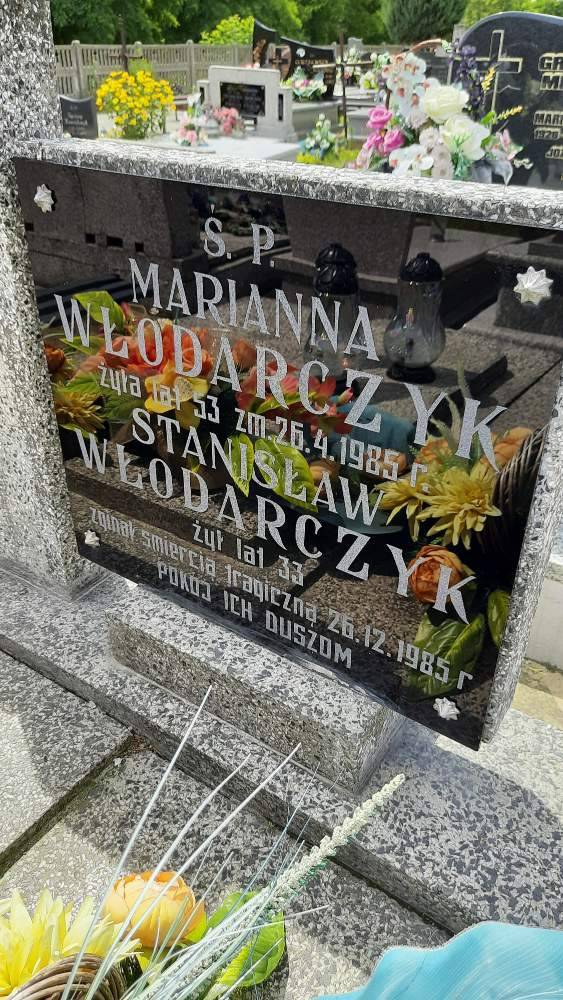 Ś. P.
MARIANNA
WŁODARCZYK
żyła lat 53 zm. 26.4.1985 r.
STANISŁAW
WŁODARCZYK
żył lat 33
zginął śmiercią tragiczną 26.12.1985 r
POKÓJ ICH DUSZOM